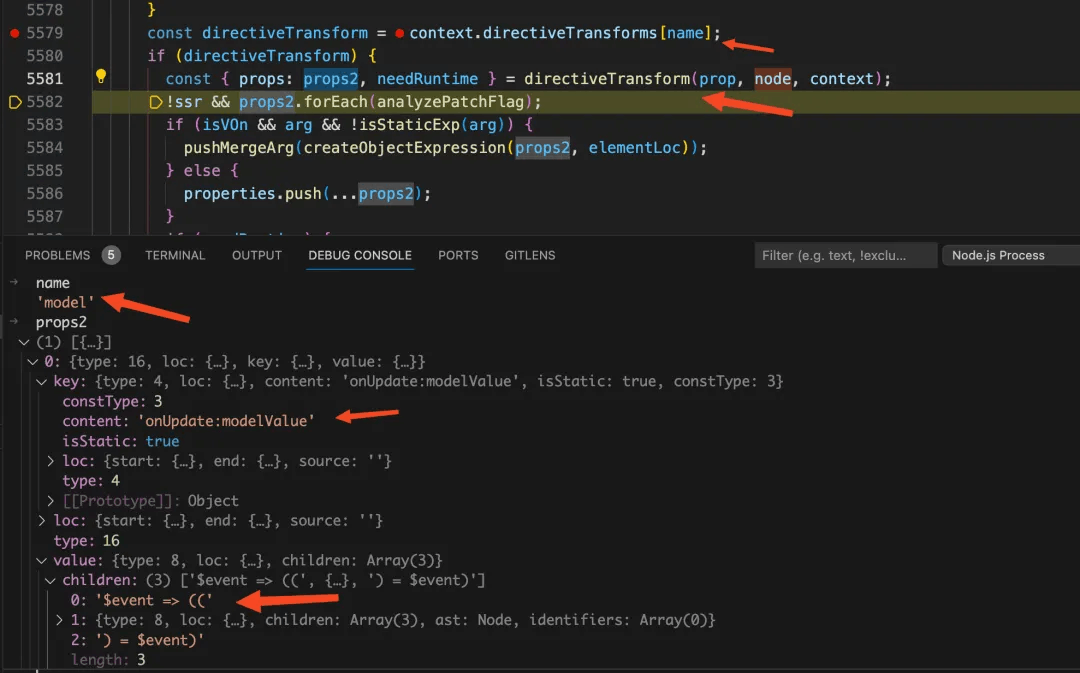 5578 }
5579 const directiveTransform = context.directiveTransforms[name];
5580 if (directiveTransform) {
5581 const { props: props2, needRuntime } = directiveTransform(prop, node, context);
5582 !ssr && props2.forEach(analyzePatchFlag);
5583 if (isVOn && arg && !isStaticExp(arg)) {
5584 pushMergeArg(createObjectExpression(props2, elementLoc));
5585 } else {
5586 properties.push(...props2);
5587 }
PROBLEMS 5 TERMINAL OUTPUT DEBUG CONSOLE PORTS GITLENS Filter (e.g. text, !exclu... Node.js Process
name
'model'
props2
(1) [{…}]
0: {type: 16, loc: {…}, key: {…}, value: {…}}
key: {type: 4, loc: {…}, content: 'onUpdate:modelValue', isStatic: true, constType: 3}
constType: 3
content: 'onUpdate:modelValue'
isStatic: true
loc: {start: {…}, end: {…}, source: ''}
type: 4
[[Prototype]]: Object
loc: {start: {…}, end: {…}, source: ''}
type: 16
value: {type: 8, loc: {…}, children: Array(3)}
children: (3) ['$event => ((', {…}, ') = $event)']
0: '$event => (('
1: {type: 8, loc: {…}, children: Array(3), ast: Node, identifiers: Array(0)}
2: ') = $event)'
length: 3